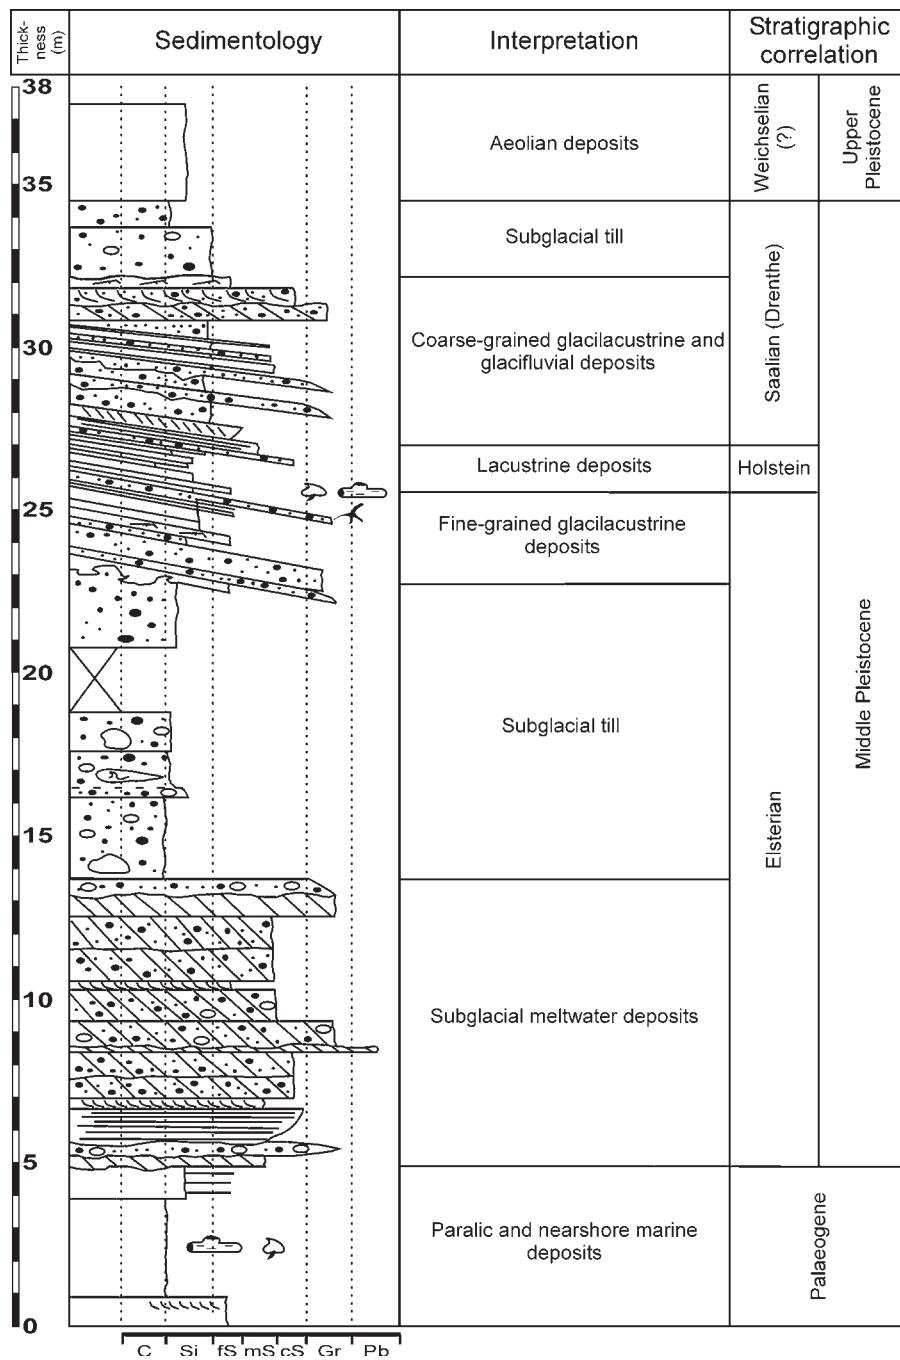 Thick-
ness
(m)
Sedimentology
Interpretation
Stratigraphic
correlation
38
35
30
25
20
15
10
5
0
Aeolian deposits
Subglacial till
Coarse-grained glacilacustrine and
glacifluvial deposits
Lacustrine deposits
Fine-grained glacilacustrine
deposits
Subglacial till
Subglacial meltwater deposits
Paralic and nearshore marine
deposits
Weichselian
(?)
Saalian (Drenthe)
Holstein
Elsterian
Upper
Pleistocene
Middle Pleistocene
Palaeogene
C Si fS mS cS Gr Pb